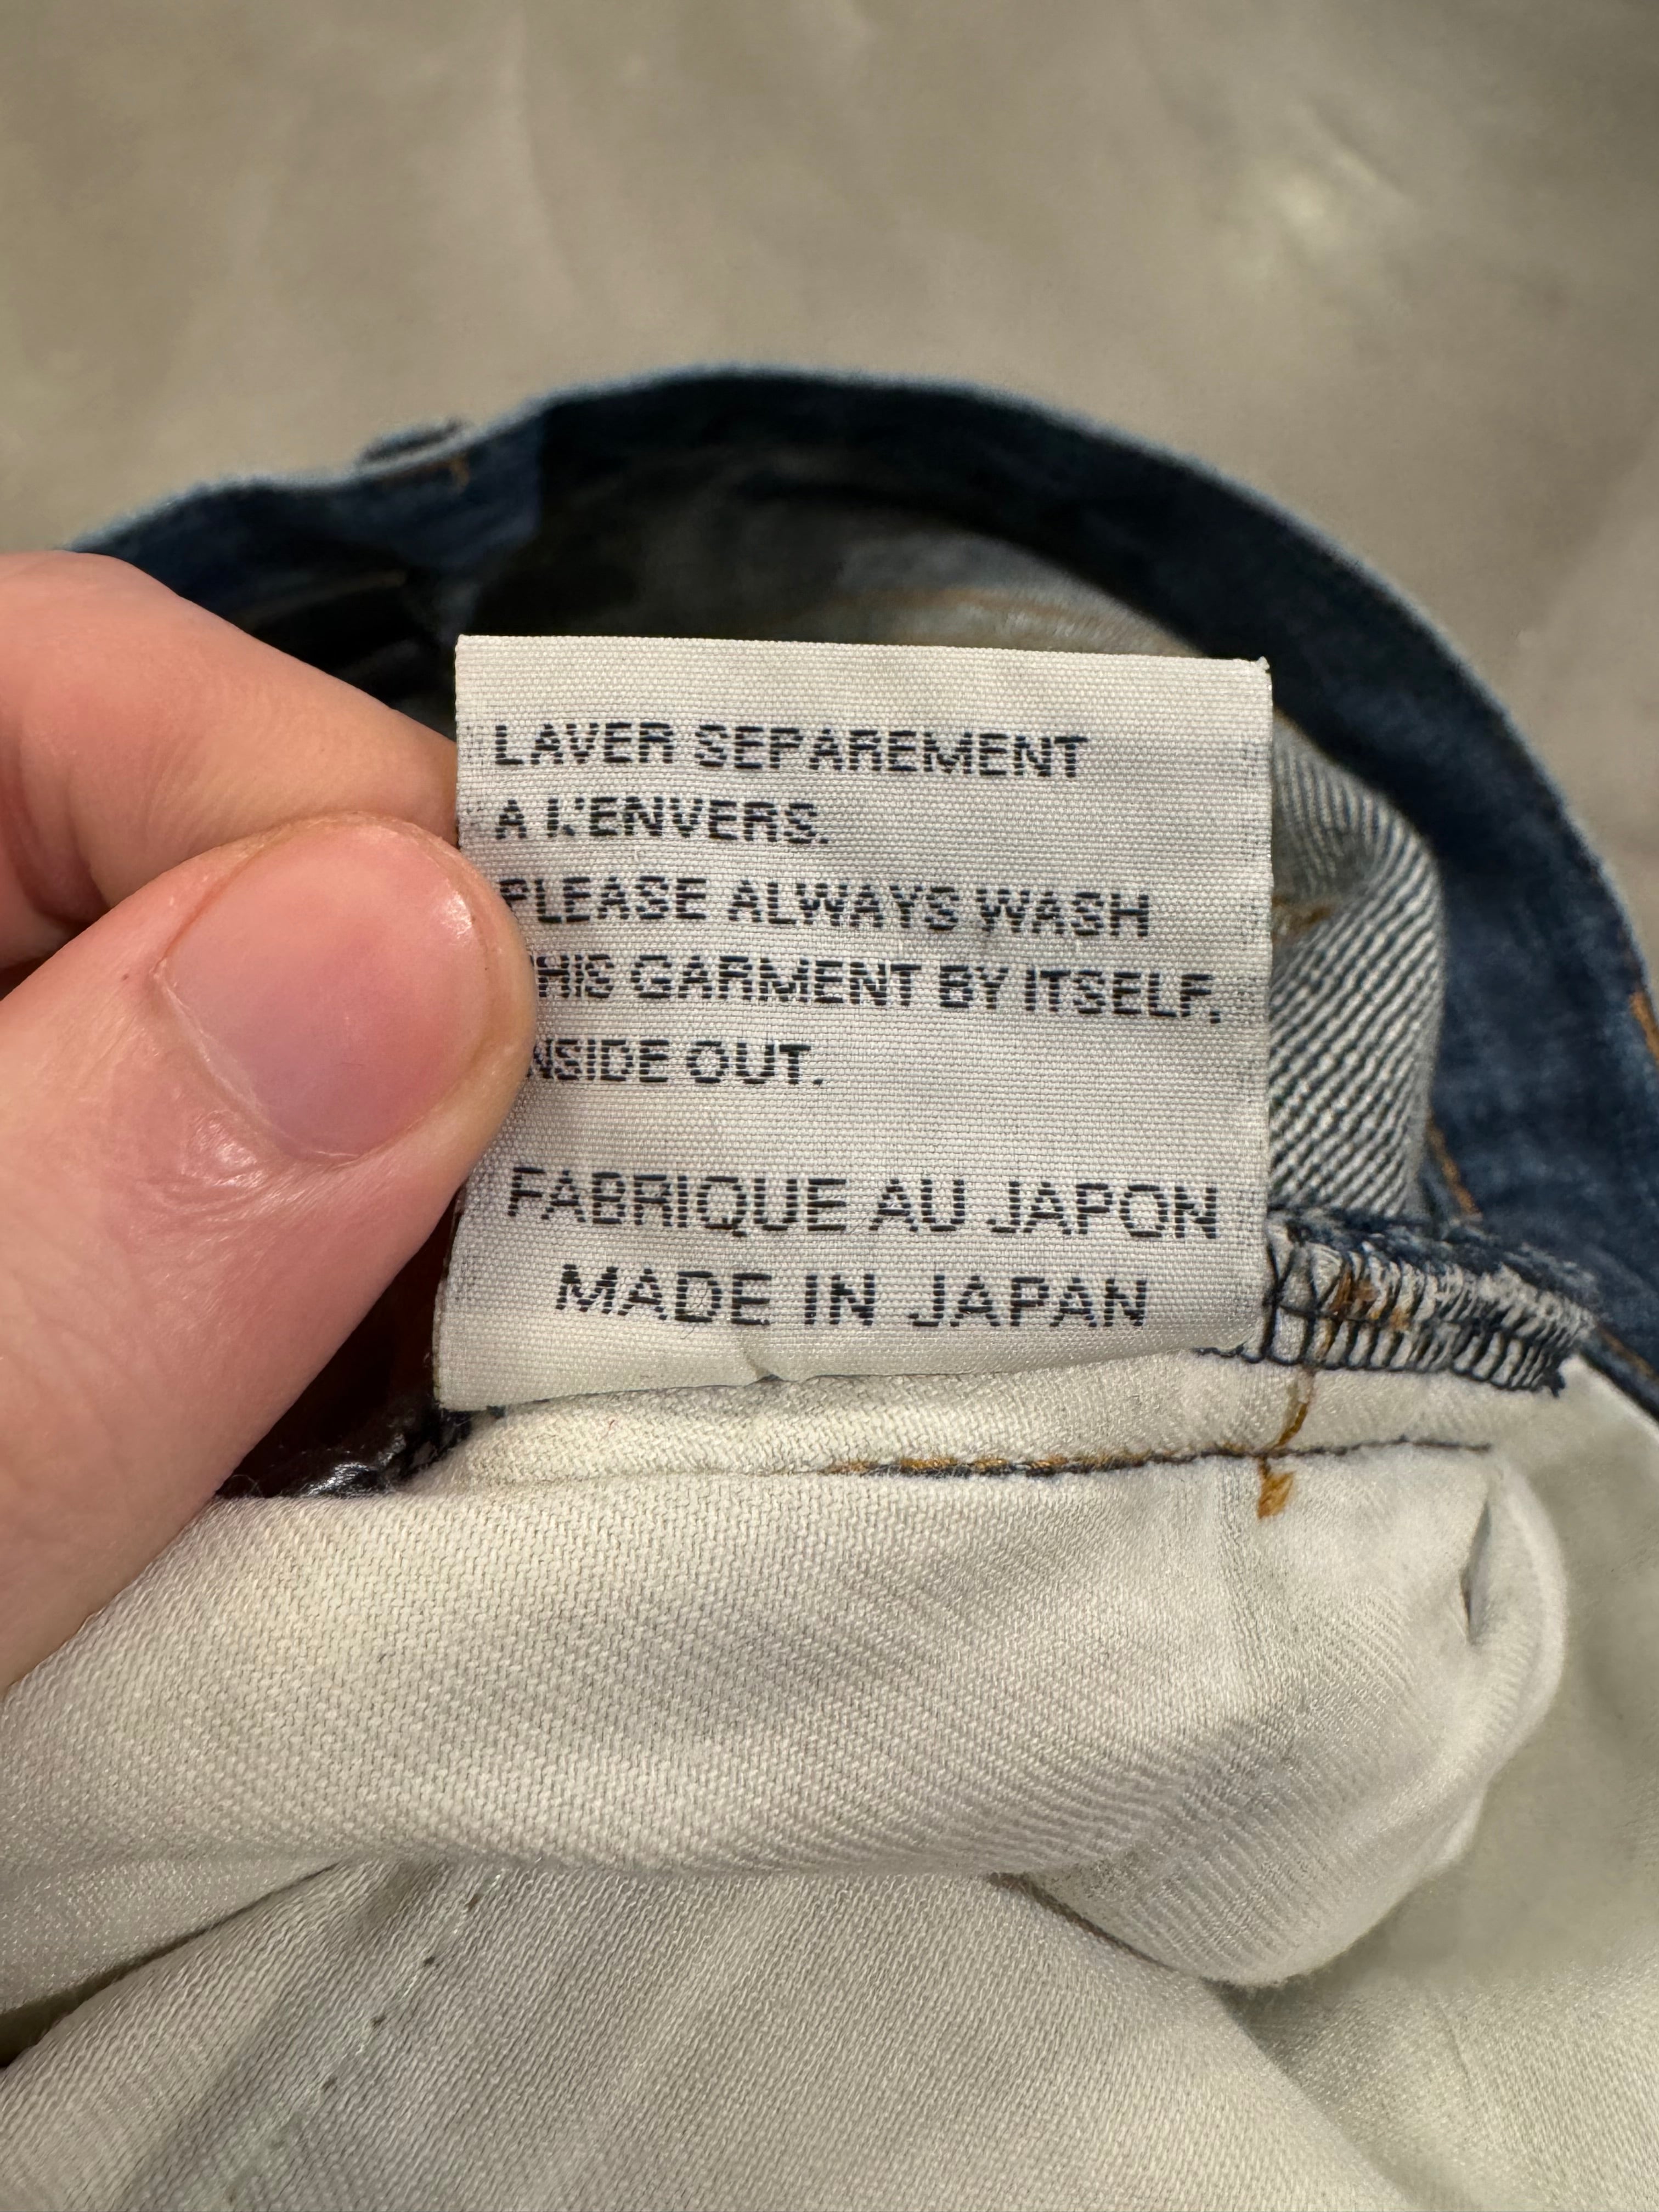 LAVER SEPAREMENT
A L'ENVERS.
PLEASE ALWAYS WASH
THIS GARMENT BY ITSELF,
INSIDE OUT.
FABRIQUE AU JAPON
MADE IN JAPAN